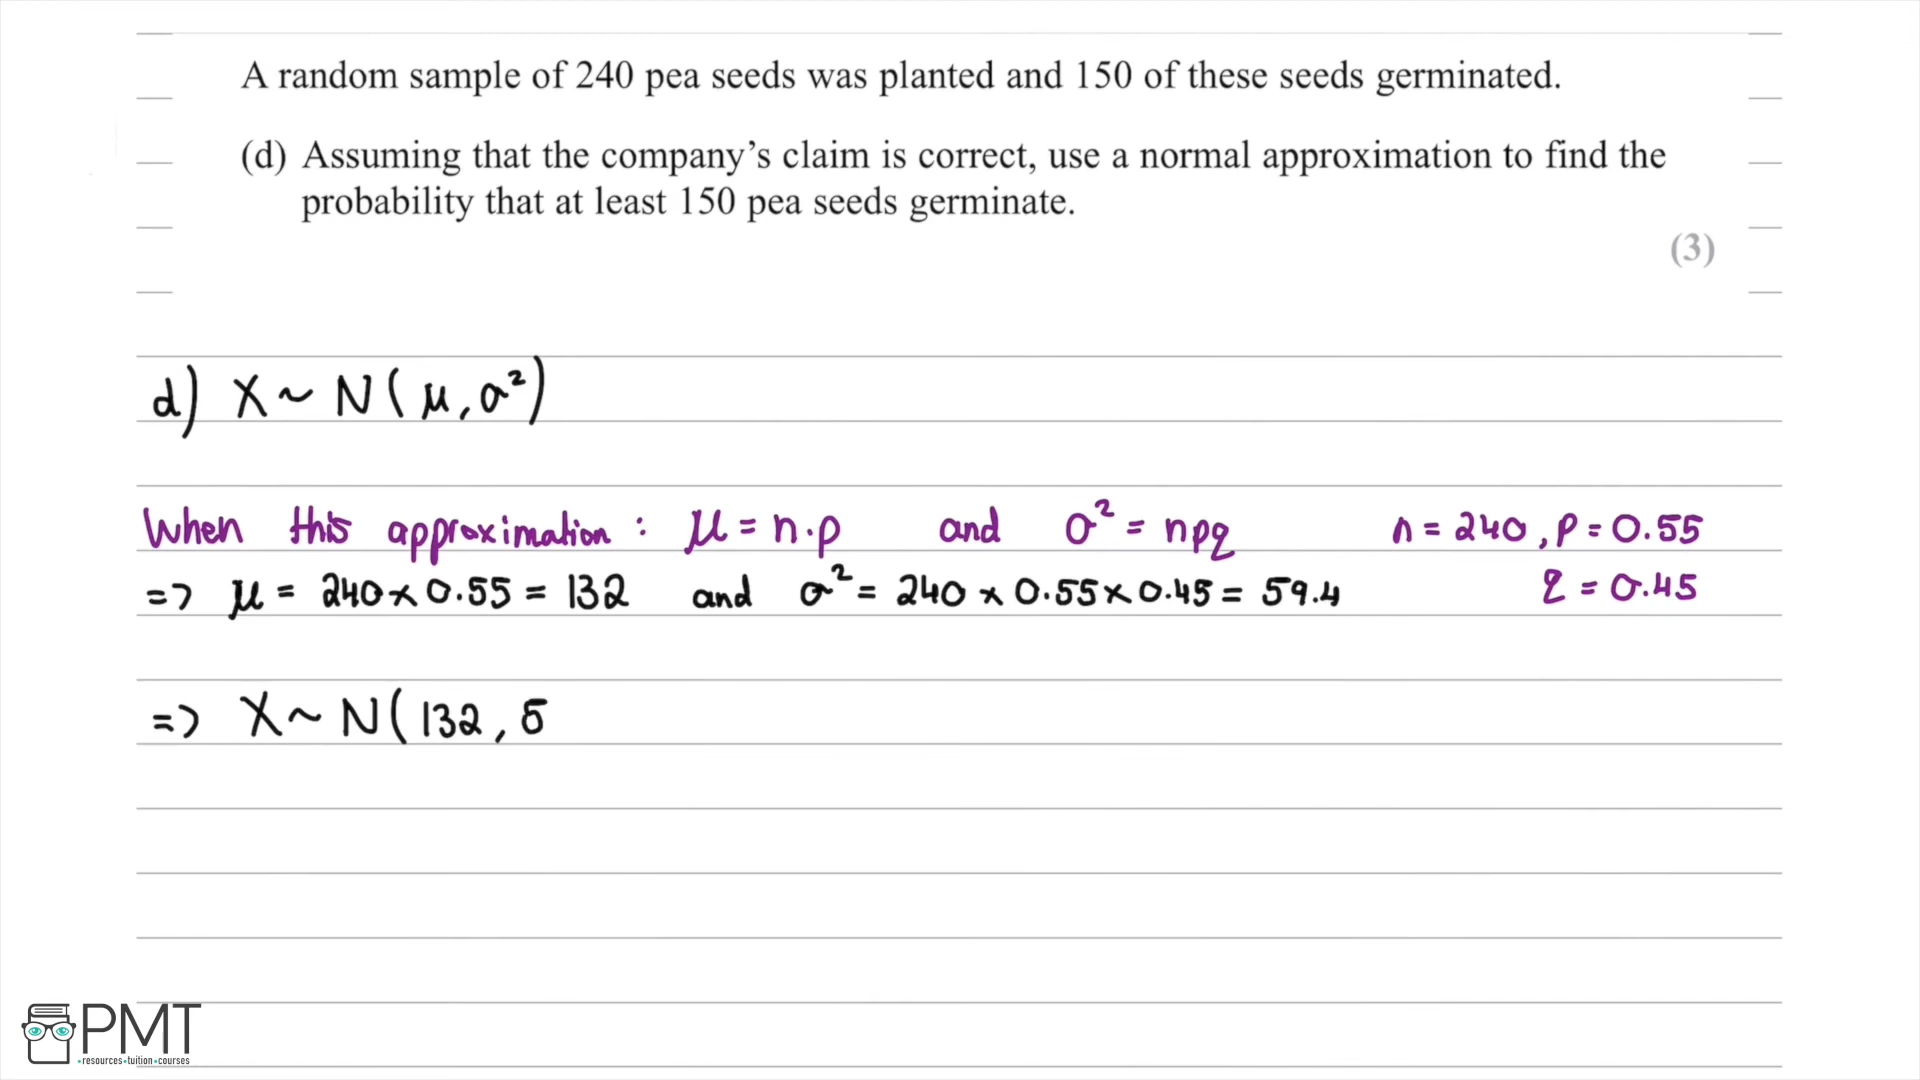 A random sample of 240 pea seeds was planted and 150 of these seeds germinated.
(d) Assuming that the company’s claim is correct, use a normal approximation to find the
probability that at least 150 pea seeds germinate.
(3)
d) X ~ N(μ, σ²)
When this approximation: μ = n·p and σ² = npq n = 240, p = 0.55
=> μ = 240 × 0.55 = 132 and σ² = 240 × 0.55 × 0.45 = 59.4 q = 0.45
=> X ~ N(132, 5
PMT
•resources•tuition•courses